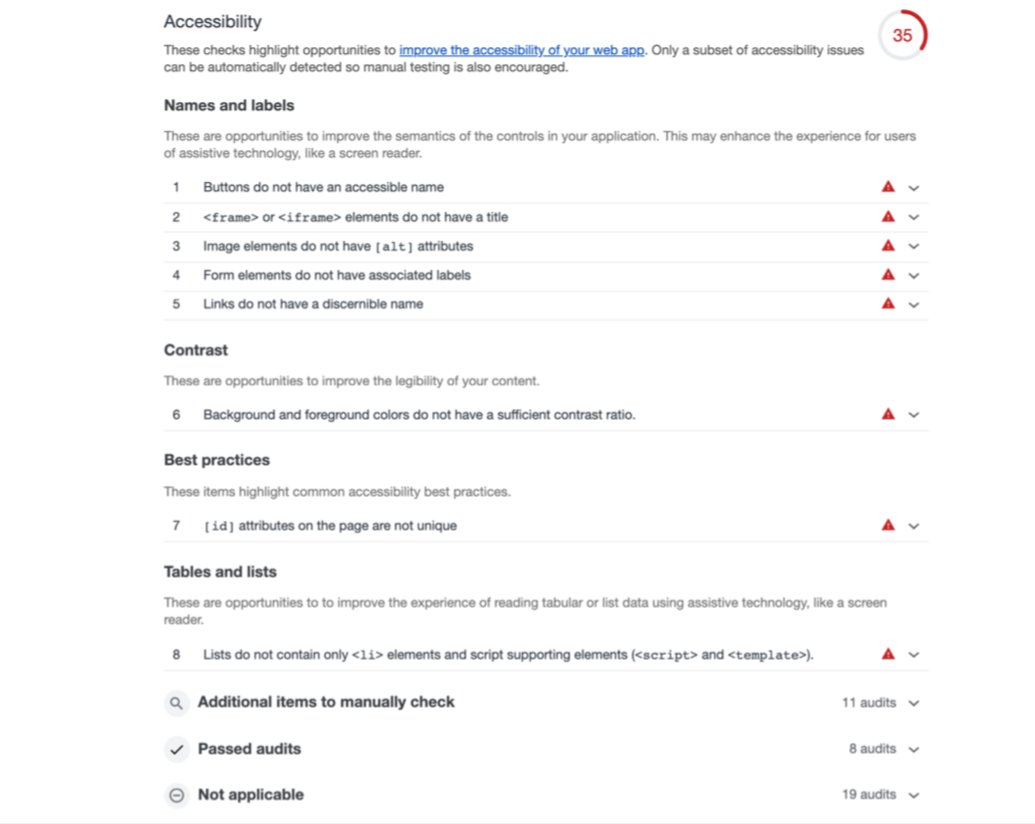 Accessibility
35
These checks highlight opportunities to improve the accessibility of your web app. Only a subset of accessibility issues
can be automatically detected so manual testing is also encouraged.
Names and labels
These are opportunities to improve the semantics of the controls in your application. This may enhance the experience for users
of assistive technology, like a screen reader.
1 Buttons do not have an accessible name
2 <frame> or <iframe> elements do not have a title
3 Image elements do not have [alt] attributes
4 Form elements do not have associated labels
5 Links do not have a discernible name
Contrast
These are opportunities to improve the legibility of your content.
6 Background and foreground colors do not have a sufficient contrast ratio.
Best practices
These items highlight common accessibility best practices.
7 [id] attributes on the page are not unique
Tables and lists
These are opportunities to to improve the experience of reading tabular or list data using assistive technology, like a screen
reader.
8 Lists do not contain only <li> elements and script supporting elements (<script> and <template>).
Additional items to manually check 11 audits
Passed audits 8 audits
Not applicable 19 audits